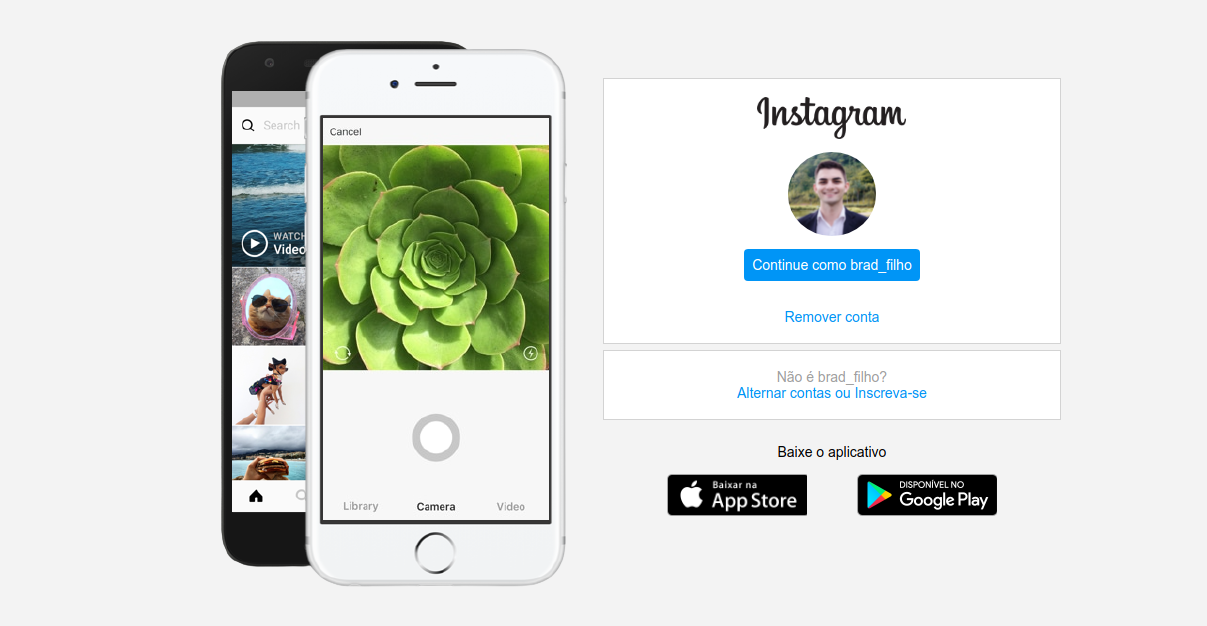 Search
WATCH
Video
Cancel
Library
Camera
Video
Instagram
Continue como brad_filho
Remover conta
Não é brad_filho?
Alternar contas ou Inscreva-se
Baixe o aplicativo
Baixar na
App Store
DISPONÍVEL NO
Google Play